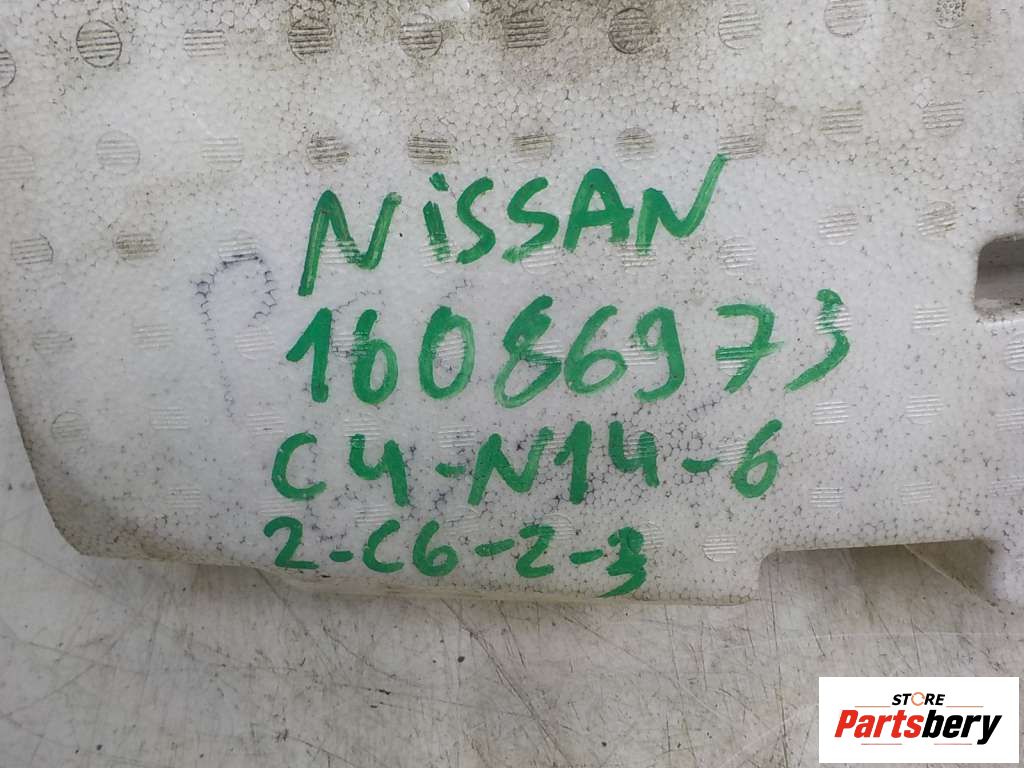 NiSSAN
16086973
C4-N14-6
2-C6-2-3
STORE
Partsbery